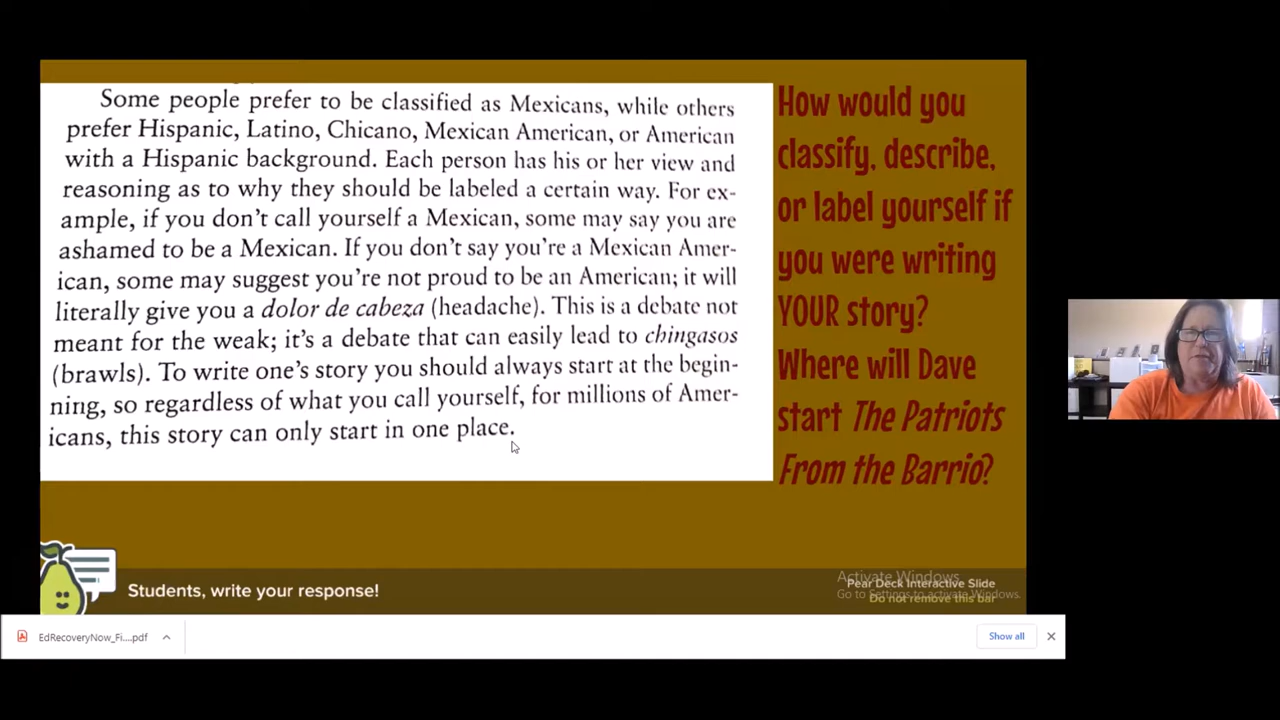 Some people prefer to be classified as Mexicans, while others
prefer Hispanic, Latino, Chicano, Mexican American, or American
with a Hispanic background. Each person has his or her view and
reasoning as to why they should be labeled a certain way. For ex-
ample, if you don't call yourself a Mexican, some may say you are
ashamed to be a Mexican. If you don't say you're a Mexican Amer-
ican, some may suggest you're not proud to be an American; it will
literally give you a dolor de cabeza (headache). This is a debate not
meant for the weak; it's a debate that can easily lead to chingasos
(brawls). To write one's story you should always start at the begin-
ning, so regardless of what you call yourself, for millions of Amer-
icans, this story can only start in one place.
How would you
classify, describe,
or label yourself if
you were writing
YOUR story?
Where will Dave
start The Patriots
From the Barrio?
Students, write your response!
Activate Windows
Pear Deck Interactive Slide
Go to Settings to activate Windows.
Do not remove this bar
EdRecoveryNow_Fi....pdf
Show all